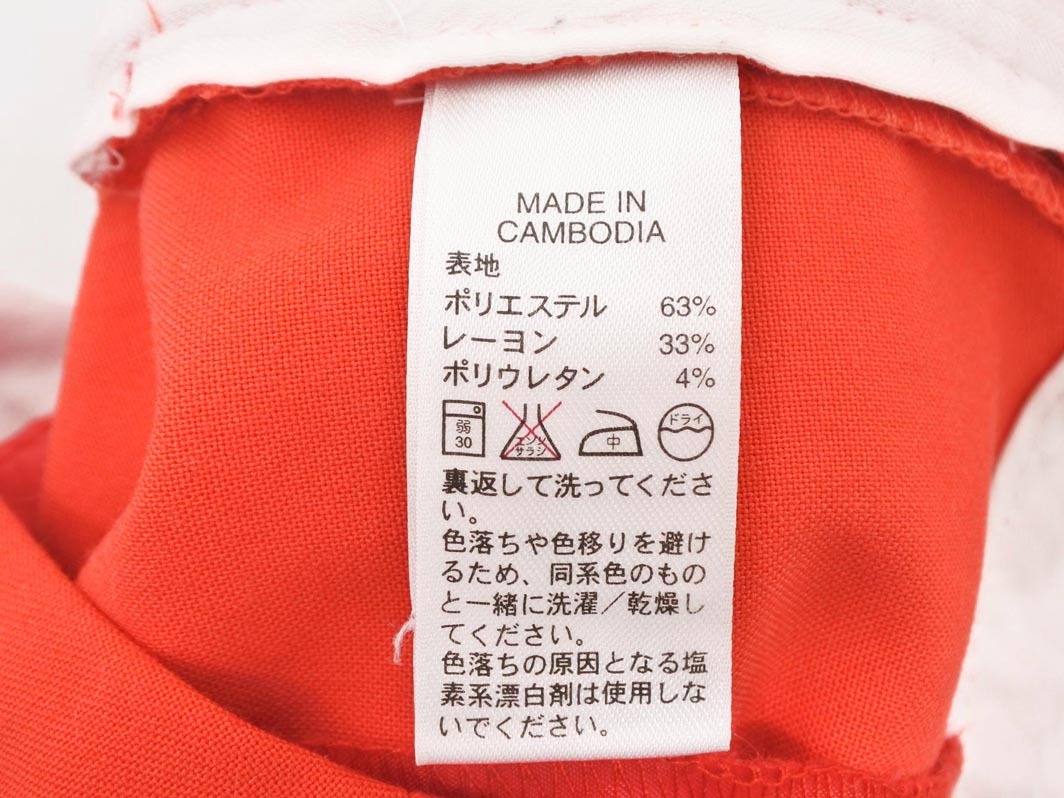 MADE IN
CAMBODIA
表地
ポリエステル 63%
レーヨン 33%
ポリウレタン 4%
弱 30 エンソ サラシ 中 ドライ
裏返して洗ってくださ
い。
色落ちや色移りを避け
るため、同系色のもの
と一緒に洗濯／乾燥し
てください。
色落ちの原因となる塩
素系漂白剤は使用しな
いでください。